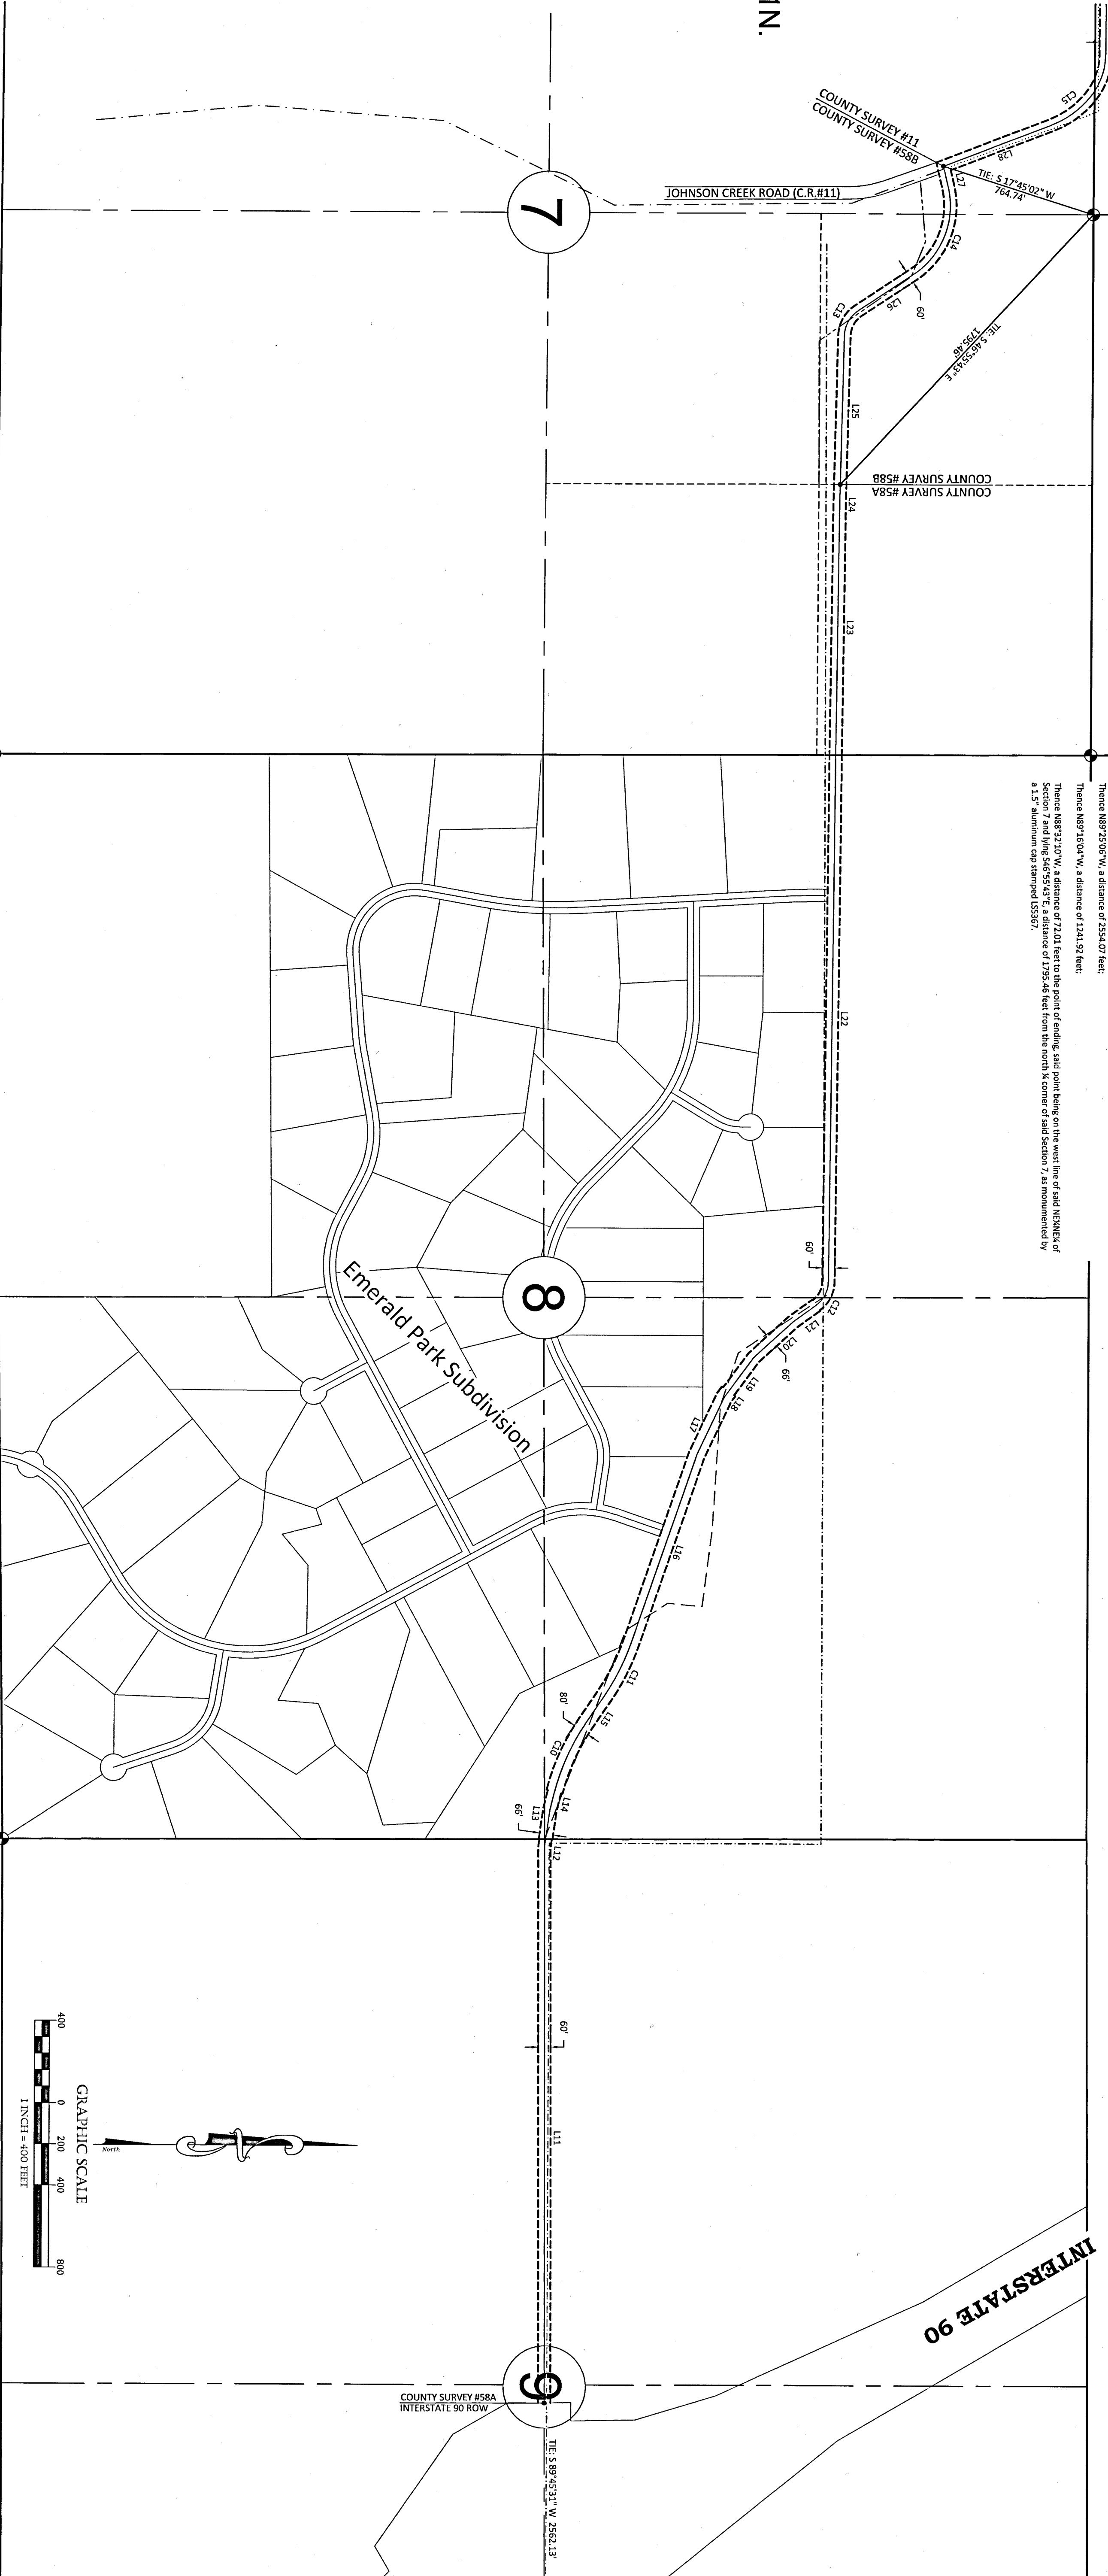 1N.
C15
COUNTY SURVEY #11
COUNTY SURVEY #58B
L28
L27
TIE: S 17°45'02" W
764.74'
JOHNSON CREEK ROAD (C.R.#11)
7
C14
L26
60'
C13
TIE: S 46°55'43" E
1795.46'
L25
COUNTY SURVEY #58B
COUNTY SURVEY #58A
L24
L23
Thence N89°25'06"W, a distance of 2554.07 feet;
Thence N89°16'04"W, a distance of 1241.92 feet;
Thence N88°32'10"W, a distance of 72.01 feet to the point of ending, said point being on the west line of said NE¼NE¼ of
Section 7 and lying S46°55'43"E, a distance of 1795.46 feet from the north ¼ corner of said Section 7, as monumented by
a 1.5" aluminum cap stamped LS5367.
L22
60'
C12
L21
L20
66'
L19
L18
L17
8
Emerald Park Subdivision
L16
C11
L15
80'
C10
L14
L13
66'
L12
60'
L11
GRAPHIC SCALE
400
0
200
400
800
1 INCH = 400 FEET
North
INTERSTATE 90
9
COUNTY SURVEY #58A
INTERSTATE 90 ROW
TIE: S 89°45'31" W 2562.13'